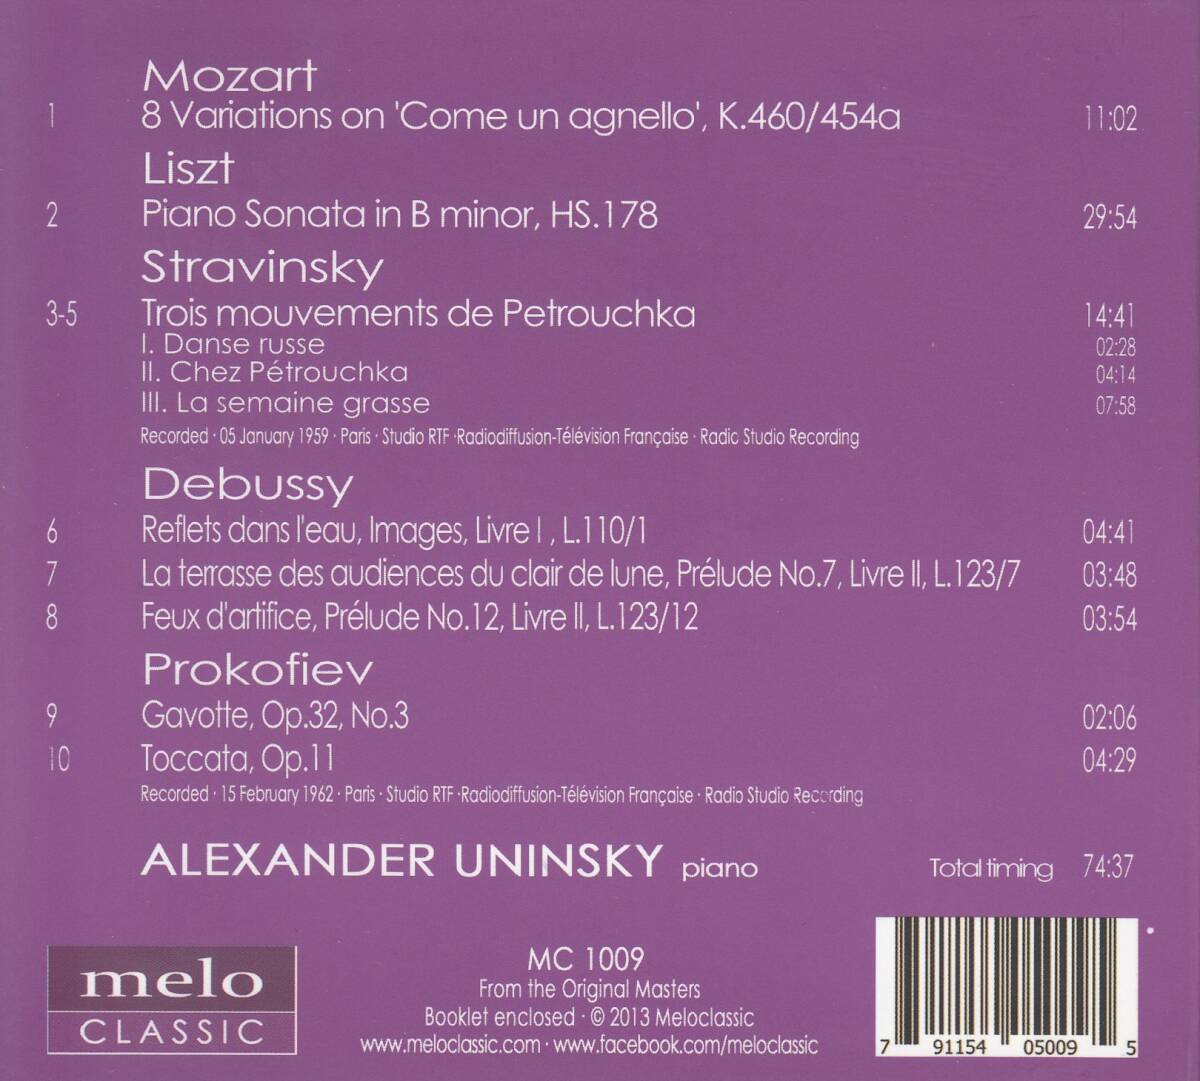 Mozart
1 8 Variations on 'Come un agnello', K.460/454a 11:02
Liszt
2 Piano Sonata in B minor, HS.178 29:54
Stravinsky
3-5 Trois mouvements de Petrouchka 14:41
I. Danse russe 02:28
II. Chez Pétrouchka 04:14
III. La semaine grasse 07:58
Recorded · 05 January 1959 · Paris · Studio RTF ·Radiodiffusion-Télévision Française · Radio Studio Recording
Debussy
6 Reflets dans l'eau, Images, Livre I , L.110/1 04:41
7 La terrasse des audiences du clair de lune, Prélude No.7, Livre II, L.123/7 03:48
8 Feux d'artifice, Prélude No.12, Livre II, L.123/12 03:54
Prokofiev
9 Gavotte, Op.32, No.3 02:06
10 Toccata, Op.11 04:29
Recorded · 15 February 1962 · Paris · Studio RTF ·Radiodiffusion-Télévision Française · Radio Studio Recording
ALEXANDER UNINSKY piano Total timing 74:37
melo
CLASSIC
MC 1009
From the Original Masters
Booklet enclosed · © 2013 Meloclassic
www.meloclassic.com · www.facebook.com/meloclassic
7 91154 05009 5